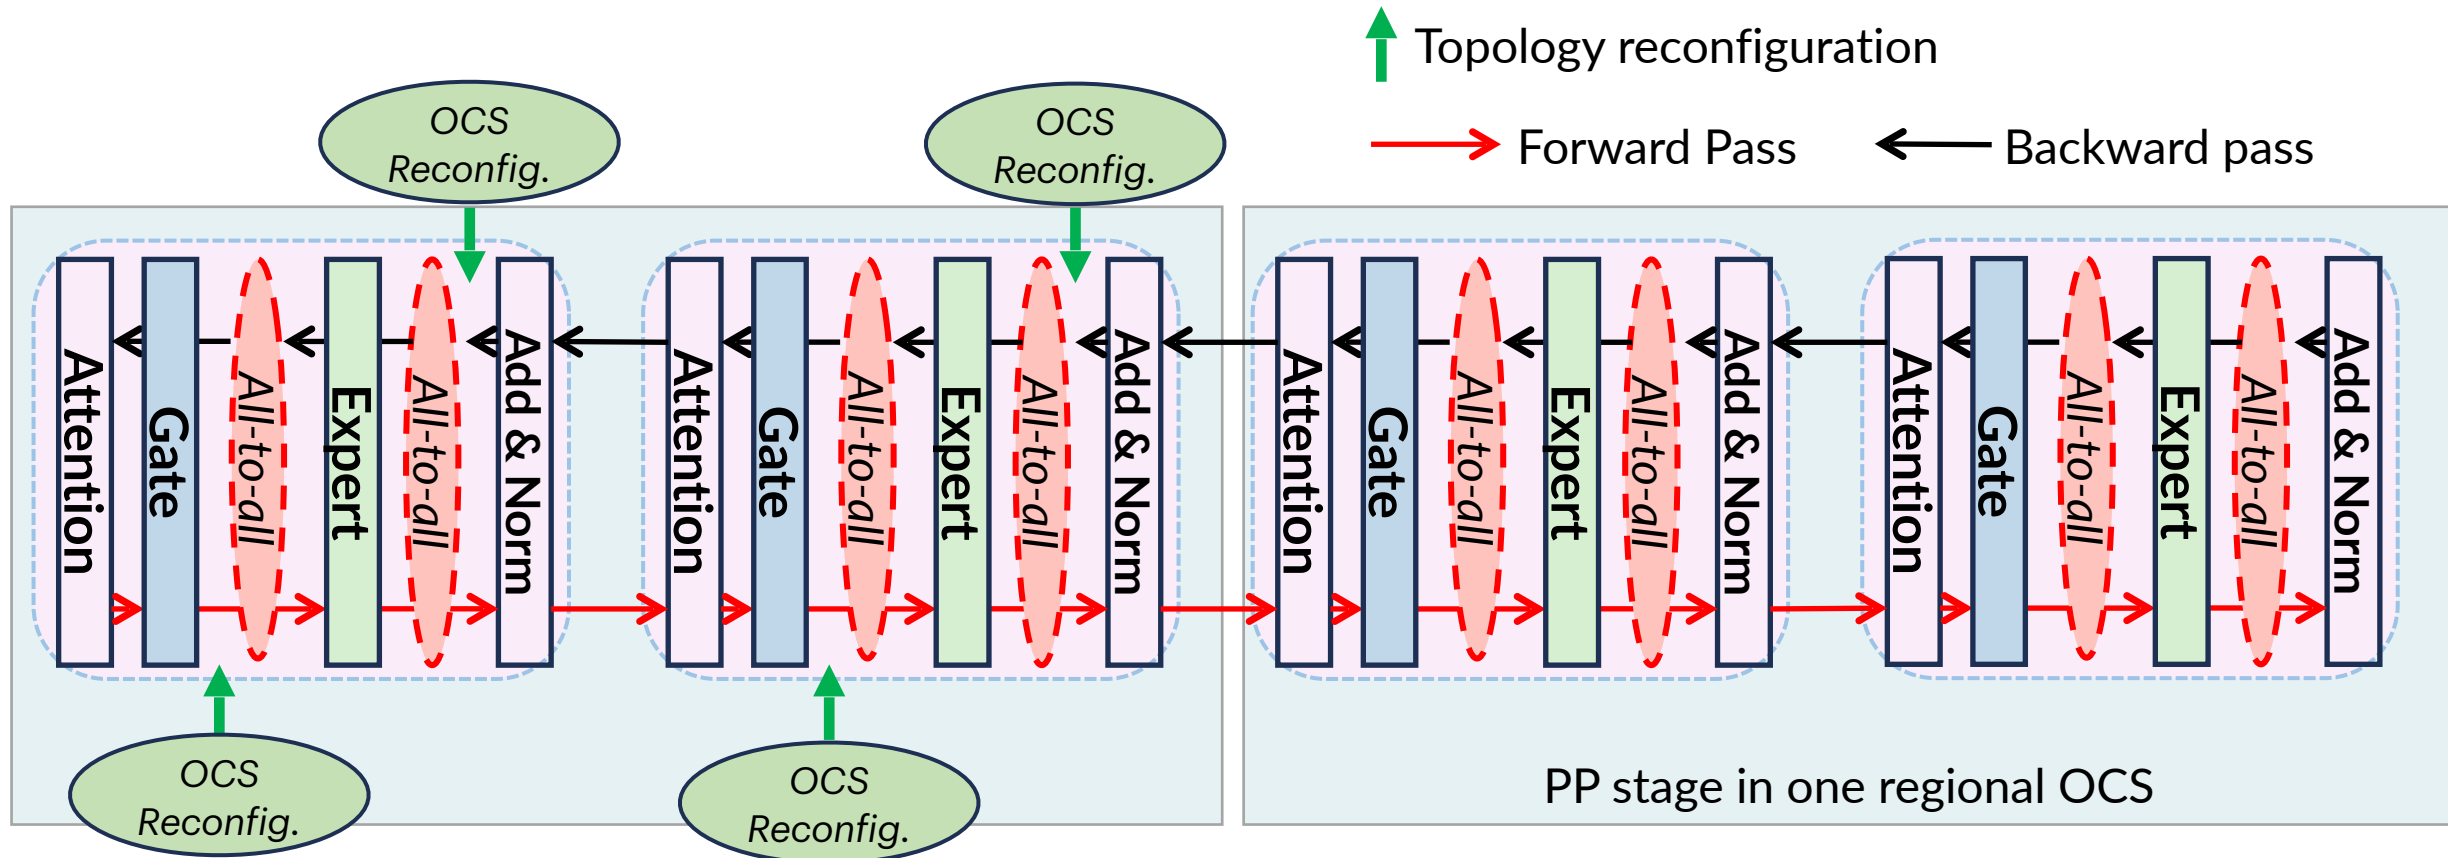 Topology reconfiguration
Forward Pass
Backward pass
OCS
Reconfig.
OCS
Reconfig.
Attention
Gate
All-to-all
Expert
All-to-all
Add & Norm
Attention
Gate
All-to-all
Expert
All-to-all
Add & Norm
Attention
Gate
All-to-all
Expert
All-to-all
Add & Norm
Attention
Gate
All-to-all
Expert
All-to-all
Add & Norm
OCS
Reconfig.
OCS
Reconfig.
PP stage in one regional OCS